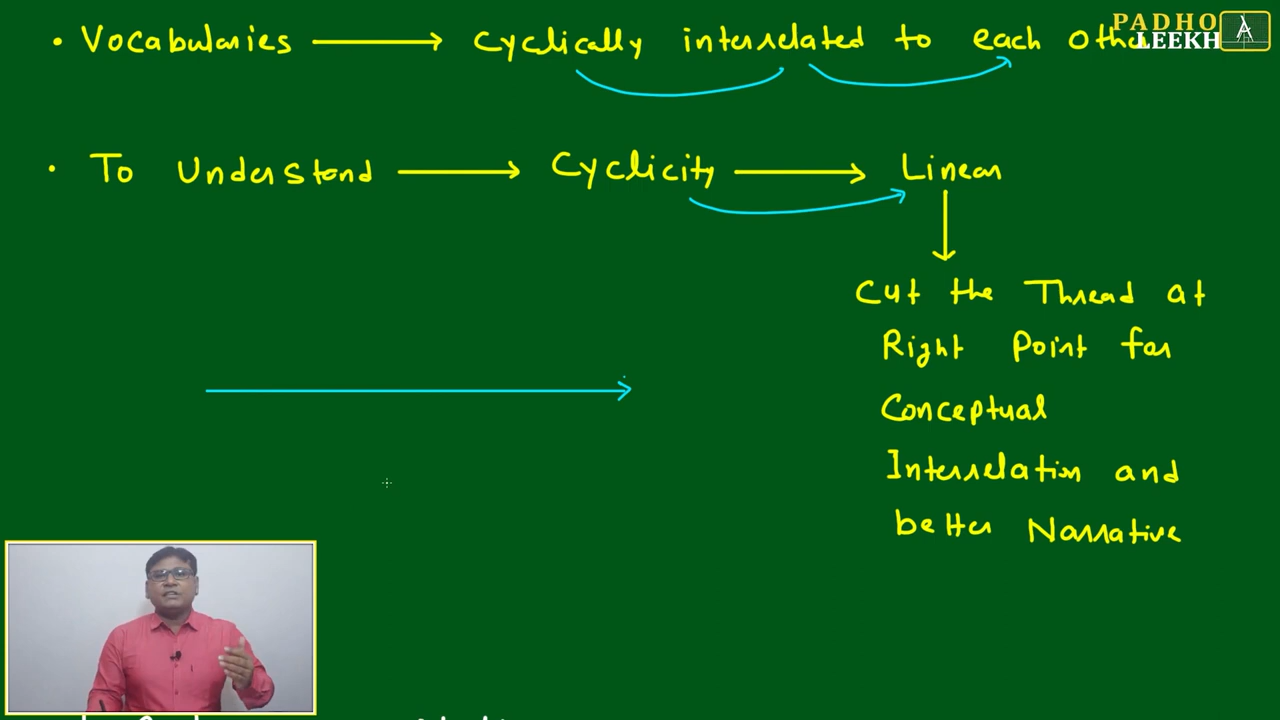 PADHO
LEEKH
• Vocabularies → Cyclically interrelated to each othe
• To Understand → Cyclicity → Linear
Cut the Thread at
Right Point for
Conceptual
Interrelation and
better Narrative